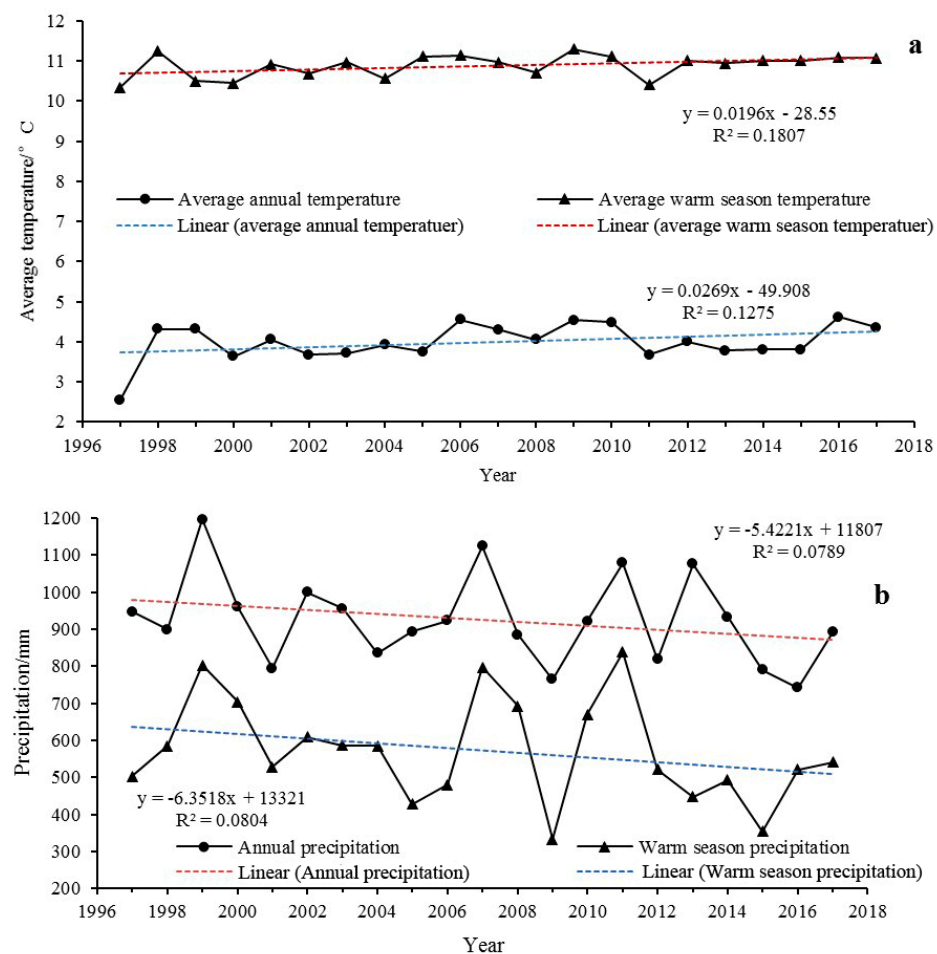 a
12
11
10
9
8
7
6
5
4
3
2
Average temperature/° C
y = 0.0196x - 28.55
R² = 0.1807
Average annual temperature
Average warm season temperature
Linear (average annual temperatuer)
Linear (average warm season temperatuer)
y = 0.0269x - 49.908
R² = 0.1275
1996 1998 2000 2002 2004 2006 2008 2010 2012 2014 2016 2018
Year
1200
1100
1000
900
800
700
600
500
400
300
200
Precipitation/mm
y = -5.4221x + 11807
R² = 0.0789
b
y = -6.3518x + 13321
R² = 0.0804
Annual precipitation
Warm season precipitation
Linear (Annual precipitation)
Linear (Warm season precipitation)
1996 1998 2000 2002 2004 2006 2008 2010 2012 2014 2016 2018
Year